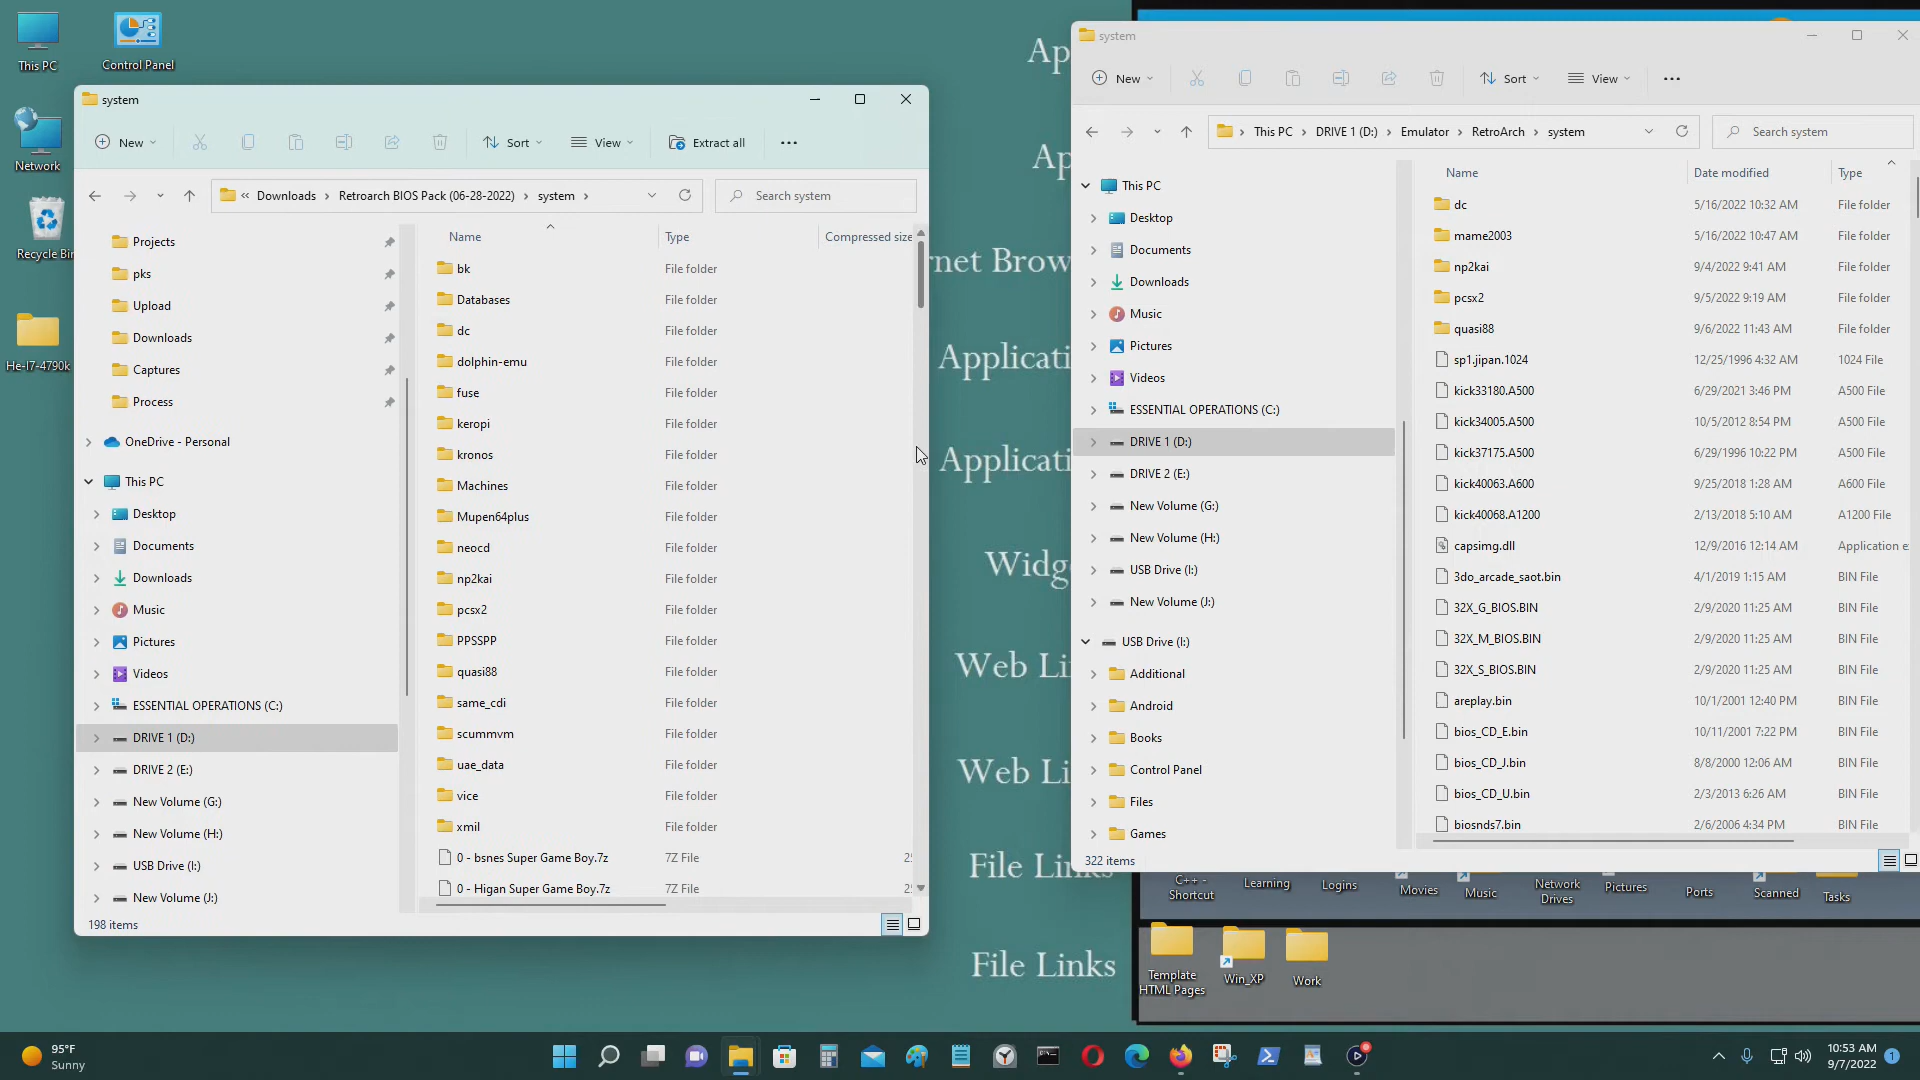 This PC
Control Panel
Network
Recycle Bin
He-I7-4790k
system
New
Sort
View
Extract all
Downloads
Retroarch BIOS Pack (06-28-2022)
system
Search system
Projects
pks
Upload
Downloads
Captures
Process
OneDrive - Personal
This PC
Desktop
Documents
Downloads
Music
Pictures
Videos
ESSENTIAL OPERATIONS (C:)
DRIVE 1 (D:)
DRIVE 2 (E:)
New Volume (G:)
New Volume (H:)
USB Drive (I:)
New Volume (J:)
Name Type Compressed size
bk File folder
Databases File folder
dc File folder
dolphin-emu File folder
fuse File folder
keropi File folder
kronos File folder
Machines File folder
Mupen64plus File folder
neocd File folder
np2kai File folder
pcsx2 File folder
PPSSPP File folder
quasi88 File folder
same_cdi File folder
scummvm File folder
uae_data File folder
vice File folder
xmil File folder
0 - bsnes Super Game Boy.7z 7Z File
0 - Higan Super Game Boy.7z 7Z File
198 items
Ap
Ap
rnet Brow
Applicati
Applicati
Widg
Web Li
Web Li
File Links
File Links
system
New
Sort
View
This PC
DRIVE 1 (D:)
Emulator
RetroArch
system
Search system
This PC
Desktop
Documents
Downloads
Music
Pictures
Videos
ESSENTIAL OPERATIONS (C:)
DRIVE 1 (D:)
DRIVE 2 (E:)
New Volume (G:)
New Volume (H:)
USB Drive (I:)
New Volume (J:)
USB Drive (I:)
Additional
Android
Books
Control Panel
Files
Games
Name Date modified Type
dc 5/16/2022 10:32 AM File folder
mame2003 5/16/2022 10:47 AM File folder
np2kai 9/4/2022 9:41 AM File folder
pcsx2 9/5/2022 9:19 AM File folder
quasi88 9/6/2022 11:43 AM File folder
sp1.jipan.1024 12/25/1996 4:32 AM 1024 File
kick33180.A500 6/29/2021 3:46 PM A500 File
kick34005.A500 10/5/2012 8:54 PM A500 File
kick37175.A500 6/29/1996 10:22 PM A500 File
kick40063.A600 9/25/2018 1:28 AM A600 File
kick40068.A1200 2/13/2018 5:10 AM A1200 File
capsimg.dll 12/9/2016 12:14 AM Application e
3do_arcade_saot.bin 4/1/2019 1:15 AM BIN File
32X_G_BIOS.BIN 2/9/2020 11:25 AM BIN File
32X_M_BIOS.BIN 2/9/2020 11:25 AM BIN File
32X_S_BIOS.BIN 2/9/2020 11:25 AM BIN File
areplay.bin 10/1/2001 12:40 PM BIN File
bios_CD_E.bin 10/11/2001 7:22 PM BIN File
bios_CD_J.bin 8/8/2000 12:06 AM BIN File
bios_CD_U.bin 2/3/2013 6:26 AM BIN File
biosnds7.bin 2/6/2006 4:34 PM BIN File
322 items
C++ - Shortcut
Learning
Logins
Movies
Music
Network Drives
Pictures
Ports
Scanned
Tasks
Template HTML Pages
Win_XP
Work
95°F
Sunny
10:53 AM
9/7/2022
1